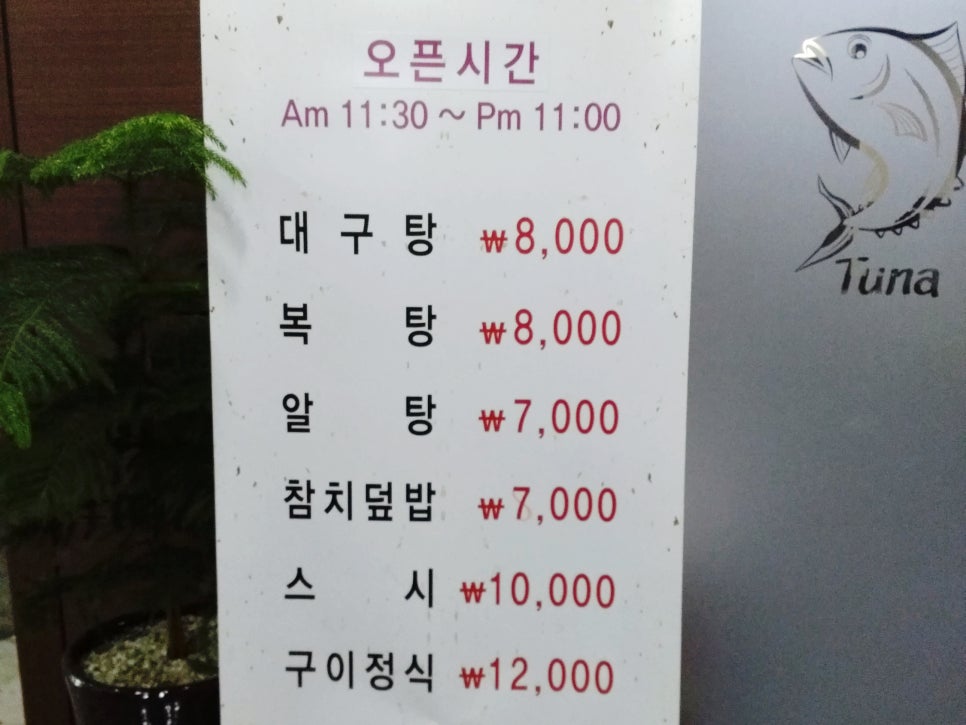 오픈시간
Am 11:30 ~ Pm 11:00
대구탕 ₩8,000
복탕 ₩8,000
알탕 ₩7,000
참치덮밥 ₩7,000
스시 ₩10,000
구이정식 ₩12,000
Tuna